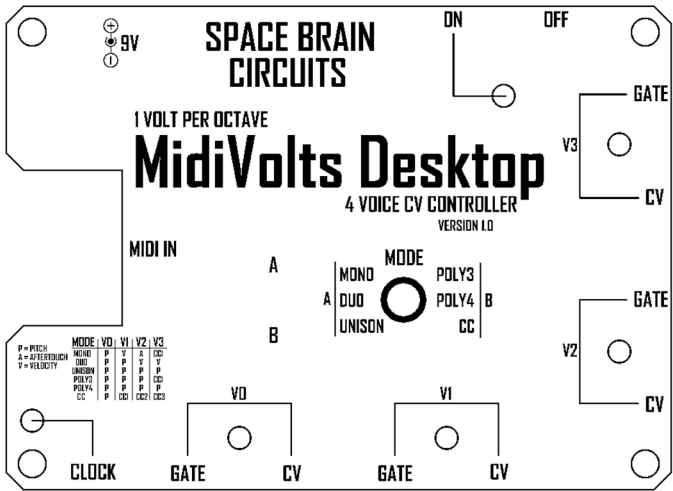 ON OFF
+
9V
−
SPACE BRAIN
CIRCUITS
GATE
V3
CV
1 VOLT PER OCTAVE
MidiVolts Desktop
4 VOICE CV CONTROLLER
VERSION 1.0
MIDI IN
A
B
MODE
A
MONO
DUO
UNISON
POLY3
POLY4
CC
B
GATE
V2
CV
P = PITCH
A = AFTERTOUCH
V = VELOCITY
MODE V0 V1 V2 V3
MONO P V A CC1
DUO P P V V
UNISON P P P P
POLY3 P P P CC1
POLY4 P P P P
CC P CC1 CC2 CC3
CLOCK
V0
GATE CV
V1
GATE CV